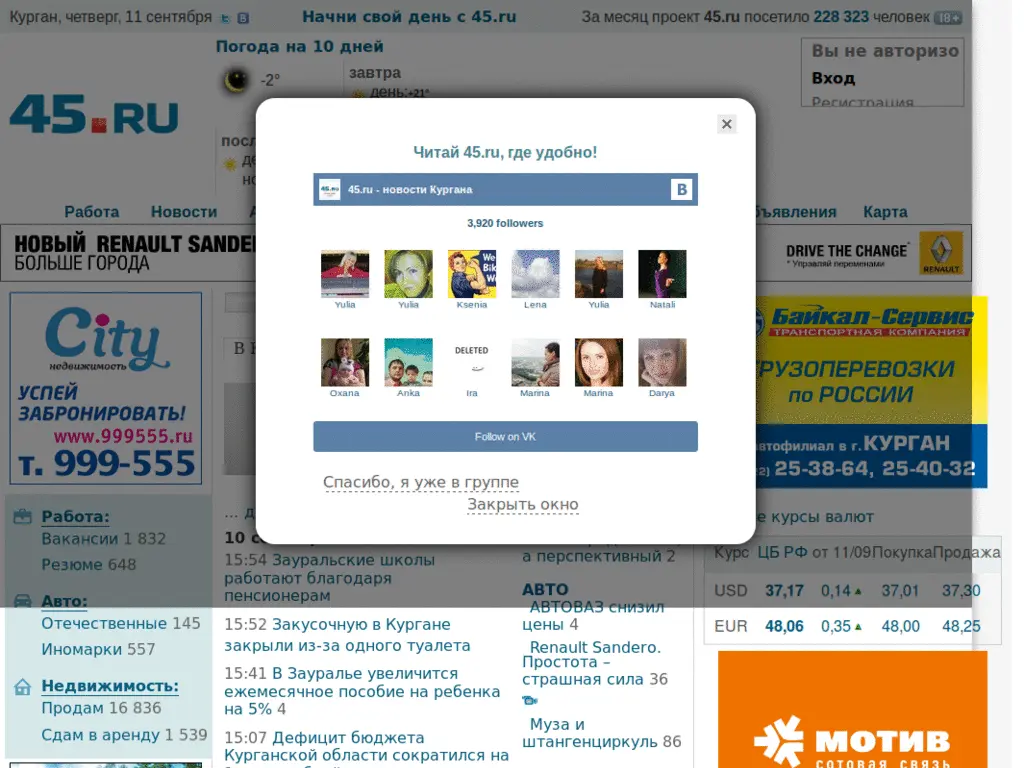 Курган, четверг, 11 сентября
Начни свой день с 45.ru
За месяц проект 45.ru посетило 228 323 человек 18+
Погода на 10 дней
-2°
завтра
день:+21°
Вы не авторизо
Вход
Регистрация
45.RU
посл
де
но
Работа Новости
бъявления Карта
НОВЫЙ RENAULT SANDER
БОЛЬШЕ ГОРОДА
DRIVE THE CHANGE*
* Управляй переменами
RENAULT
×
Читай 45.ru, где удобно!
45.ru
45.ru - новости Кургана
B
3,920 followers
Yulia Yulia Ksenia Lena Yulia Natali
We
DELETED
Oxana Anka Ira Marina Marina Darya
Follow on VK
Спасибо, я уже в группе
Закрыть окно
City
недвижимость
УСПЕЙ
ЗАБРОНИРОВАТЬ!
www.999555.ru
т. 999-555
Байкал-Сервис
ТРАНСПОРТНАЯ КОМПАНИЯ
РУЗОПЕРЕВОЗКИ
по РОССИИ
автофилиал в г. КУРГАН
2) 25-38-64, 25-40-32
Работа:
Вакансии 1 832
Резюме 648
Авто:
Отечественные 145
Иномарки 557
Недвижимость:
Продам 16 836
Сдам в аренду 1 539
В К
... д
10 с
15:54 Зауральские школы
работают благодаря
пенсионерам
15:52 Закусочную в Кургане
закрыли из-за одного туалета
15:41 В Зауралье увеличится
ежемесячное пособие на ребенка
на 5% 4
15:07 Дефицит бюджета
Курганской области сократился на
а перспективный 2
АВТО
АВТОВАЗ снизил
цены 4
Renault Sandero.
Простота –
страшная сила 36
Муза и
штангенциркуль 86
е курсы валют
Курс ЦБ РФ от 11/09 Покупка Продажа
USD 37,17 0,14 37,01 37,30
EUR 48,06 0,35 48,00 48,25
МОТИВ
СОТОВАЯ СВЯЗЬ